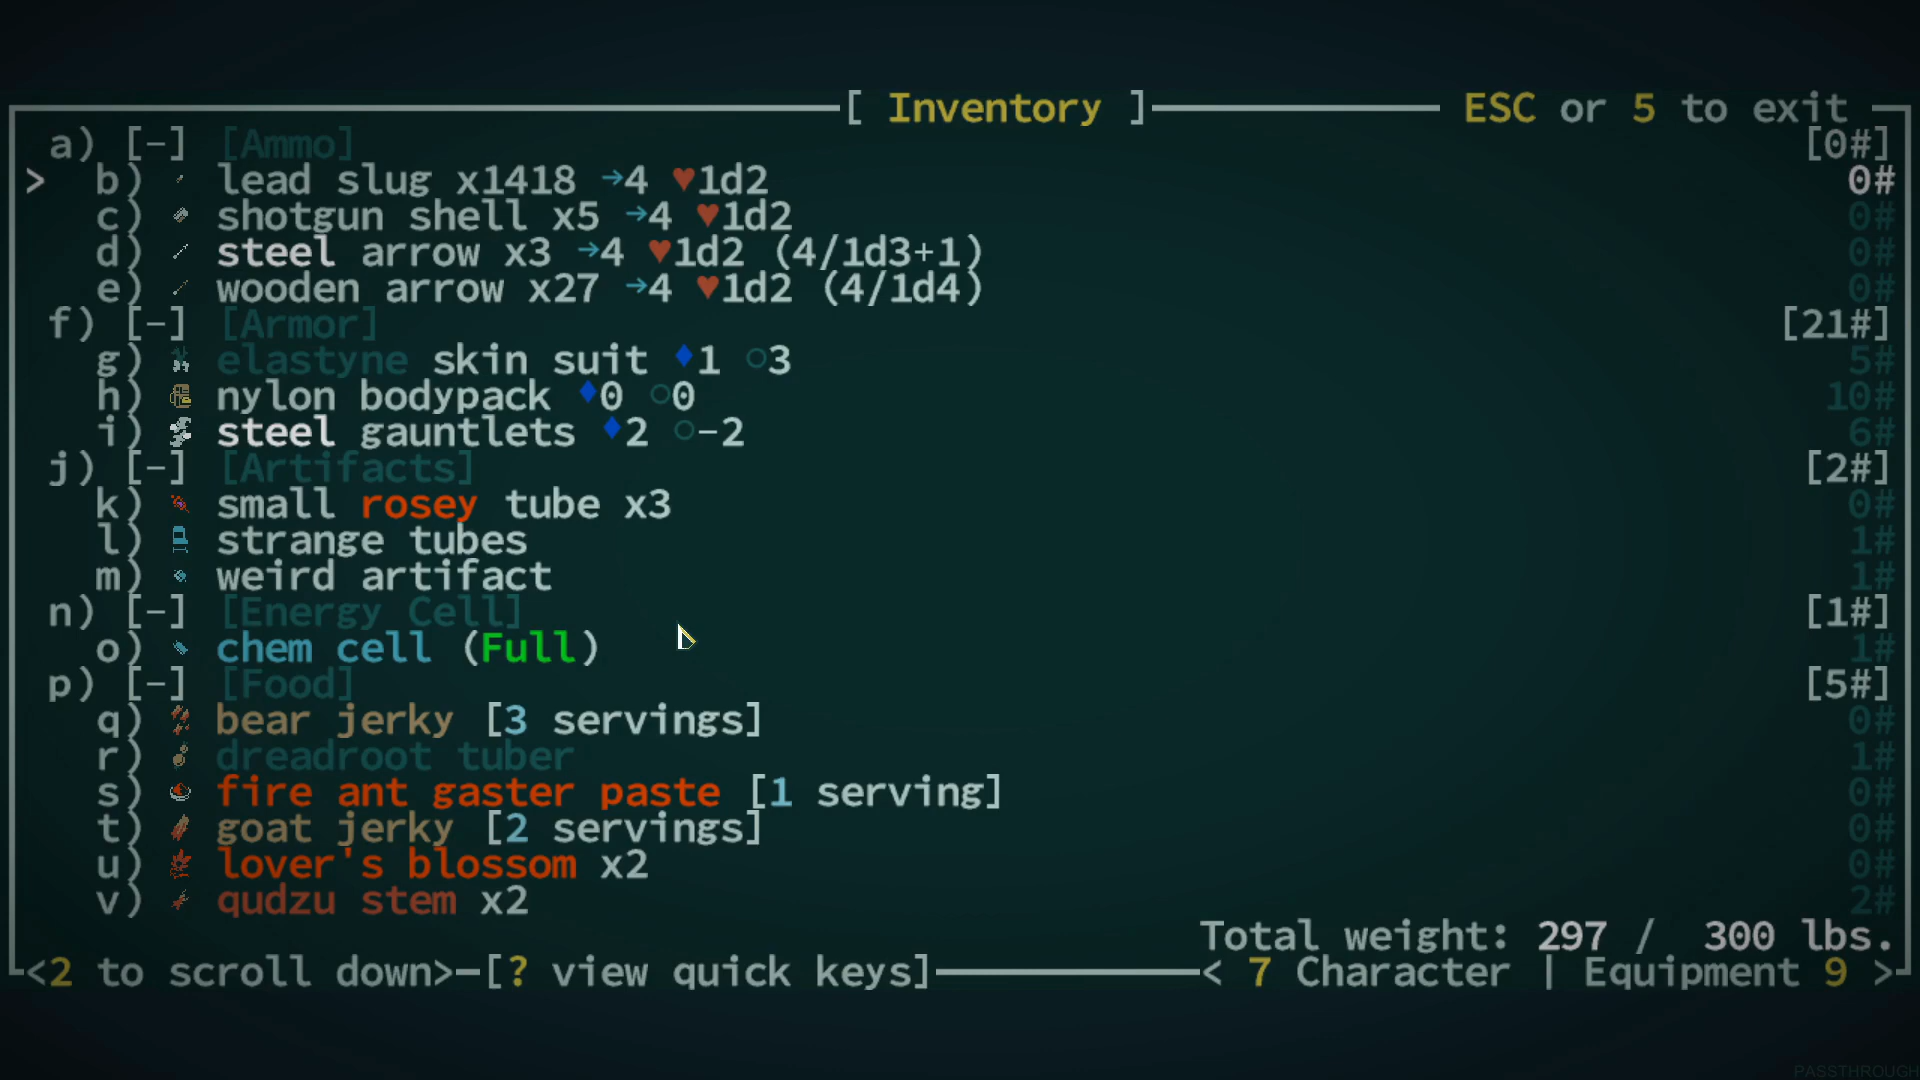 [ Inventory ] ESC or 5 to exit
a) [-] [Ammo] [0#]
> b) lead slug x1418 →4 ♥1d2 0#
c) shotgun shell x5 →4 ♥1d2 0#
d) steel arrow x3 →4 ♥1d2 (4/1d3+1) 0#
e) wooden arrow x27 →4 ♥1d2 (4/1d4) 0#
f) [-] [Armor] [21#]
g) elastyne skin suit ♦1 ○3 5#
h) nylon bodypack ♦0 ○0 10#
i) steel gauntlets ♦2 ○-2 6#
j) [-] [Artifacts] [2#]
k) small rosey tube x3 0#
l) strange tubes 1#
m) weird artifact 1#
n) [-] [Energy Cell] [1#]
o) chem cell (Full) 1#
p) [-] [Food] [5#]
q) bear jerky [3 servings] 0#
r) dreadroot tuber 1#
s) fire ant gaster paste [1 serving] 0#
t) goat jerky [2 servings] 0#
u) lover's blossom x2 0#
v) qudzu stem x2 2#
Total weight: 297 / 300 lbs.
<2 to scroll down> [? view quick keys] < 7 Character | Equipment 9 >
PASSTHROUGH